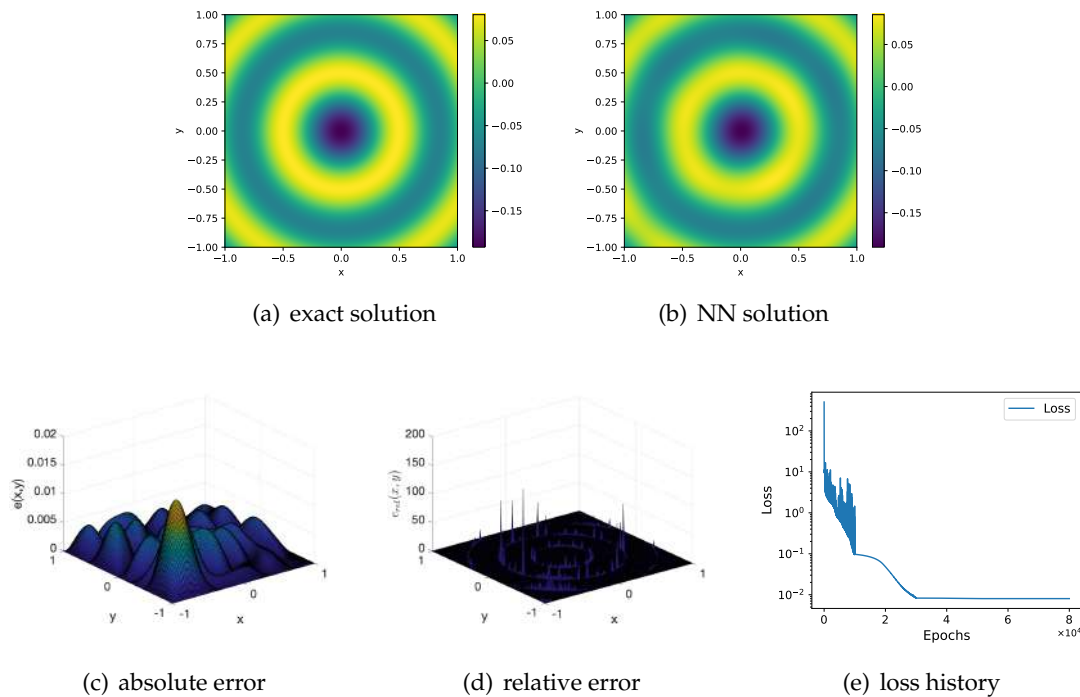 1.00
0.75
0.50
0.25
0.00
−0.25
−0.50
−0.75
−1.00
y
−1.0 −0.5 0.0 0.5 1.0
x
0.05
0.00
−0.05
−0.10
−0.15
(a) exact solution
1.00
0.75
0.50
0.25
0.00
−0.25
−0.50
−0.75
−1.00
y
−1.0 −0.5 0.0 0.5 1.0
x
0.05
0.00
−0.05
−0.10
−0.15
(b) NN solution
0.02
0.015
0.01
0.005
0
e(x,y)
1
0
-1
y
-1
0
1
x
(c) absolute error
200
150
100
50
0
e_{rel}(x, y)
1
0
-1
y
-1
0
1
x
(d) relative error
Loss
10²
10¹
10⁰
10⁻¹
10⁻²
Loss
0 2 4 6 8
×10⁴
Epochs
(e) loss history